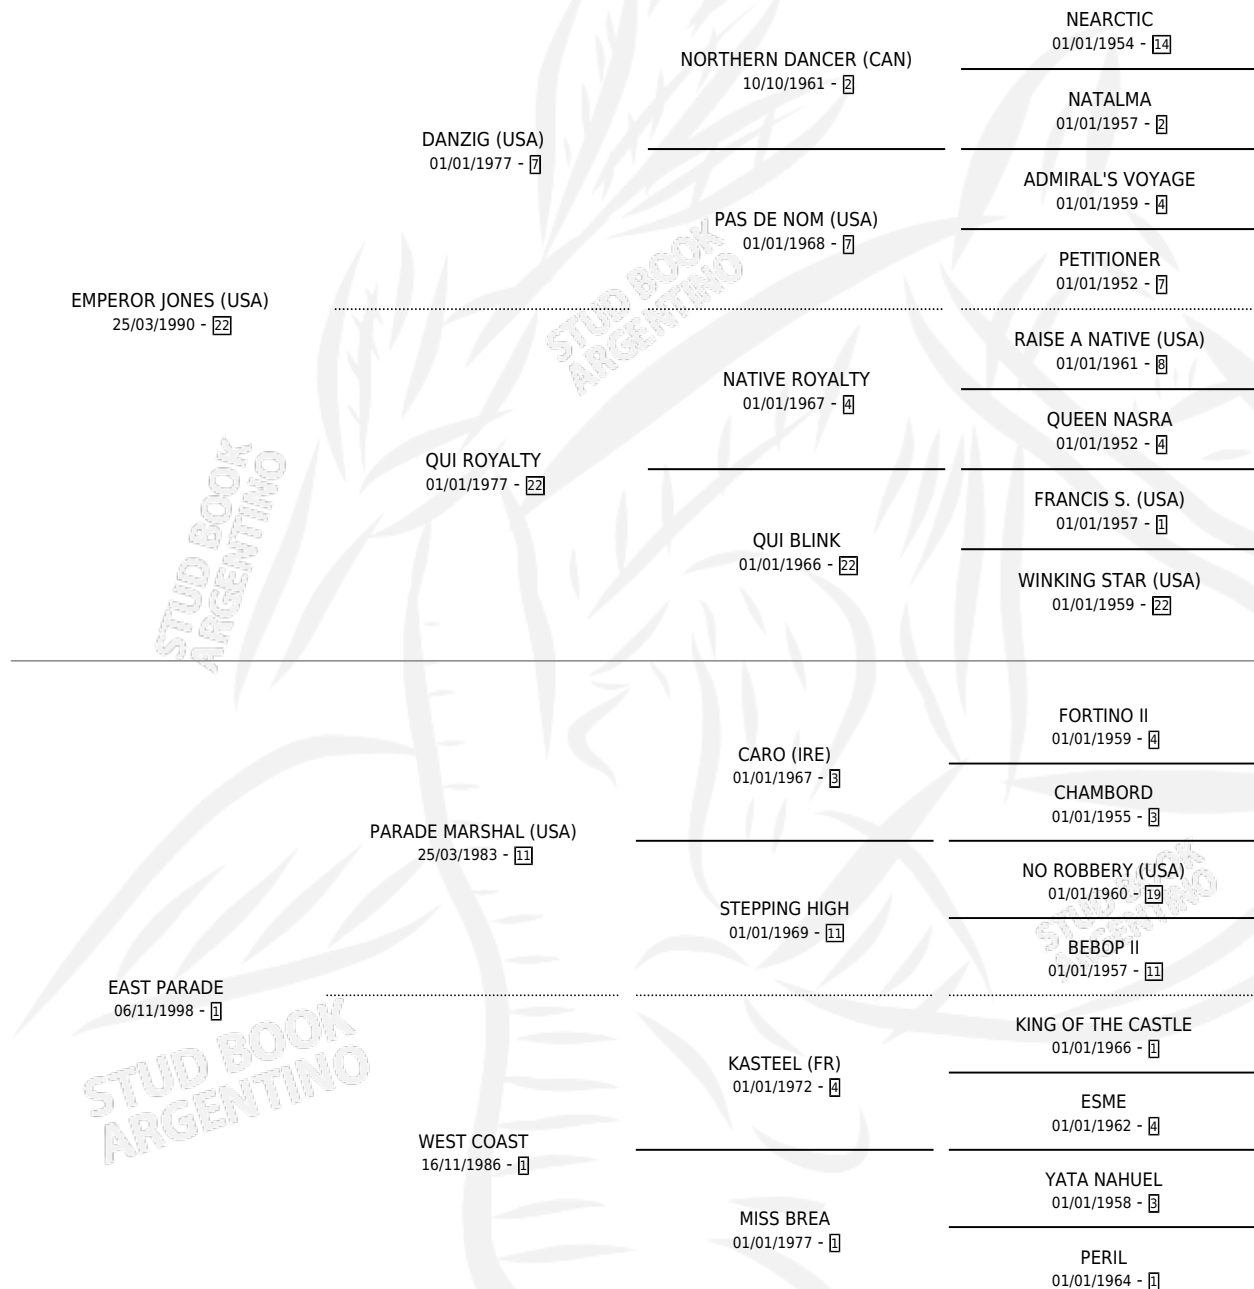 NEARCTIC
01/01/1954 - 14
NORTHERN DANCER (CAN)
10/10/1961 - 2
NATALMA
01/01/1957 - 2
DANZIG (USA)
01/01/1977 - 7
ADMIRAL'S VOYAGE
01/01/1959 - 4
PAS DE NOM (USA)
01/01/1968 - 7
PETITIONER
01/01/1952 - 7
EMPEROR JONES (USA)
25/03/1990 - 22
STUD BOOK
ARGENTINO
RAISE A NATIVE (USA)
01/01/1961 - 8
NATIVE ROYALTY
01/01/1967 - 4
QUEEN NASRA
01/01/1952 - 4
QUI ROYALTY
01/01/1977 - 22
FRANCIS S. (USA)
01/01/1957 - 1
QUI BLINK
01/01/1966 - 22
WINKING STAR (USA)
01/01/1959 - 22
STUD BOOK
ARGENTINO
FORTINO II
01/01/1959 - 4
CARO (IRE)
01/01/1967 - 3
CHAMBORD
01/01/1955 - 3
PARADE MARSHAL (USA)
25/03/1983 - 11
NO ROBBERY (USA)
01/01/1960 - 19
STEPPING HIGH
01/01/1969 - 11
BEBOP II
01/01/1957 - 11
STUD BOOK
ARGENTINO
EAST PARADE
06/11/1998 - 1
KING OF THE CASTLE
01/01/1966 - 1
KASTEEL (FR)
01/01/1972 - 4
ESME
01/01/1962 - 4
STUD BOOK
ARGENTINO
WEST COAST
16/11/1986 - 1
YATA NAHUEL
01/01/1958 - 3
MISS BREA
01/01/1977 - 1
PERIL
01/01/1964 - 1